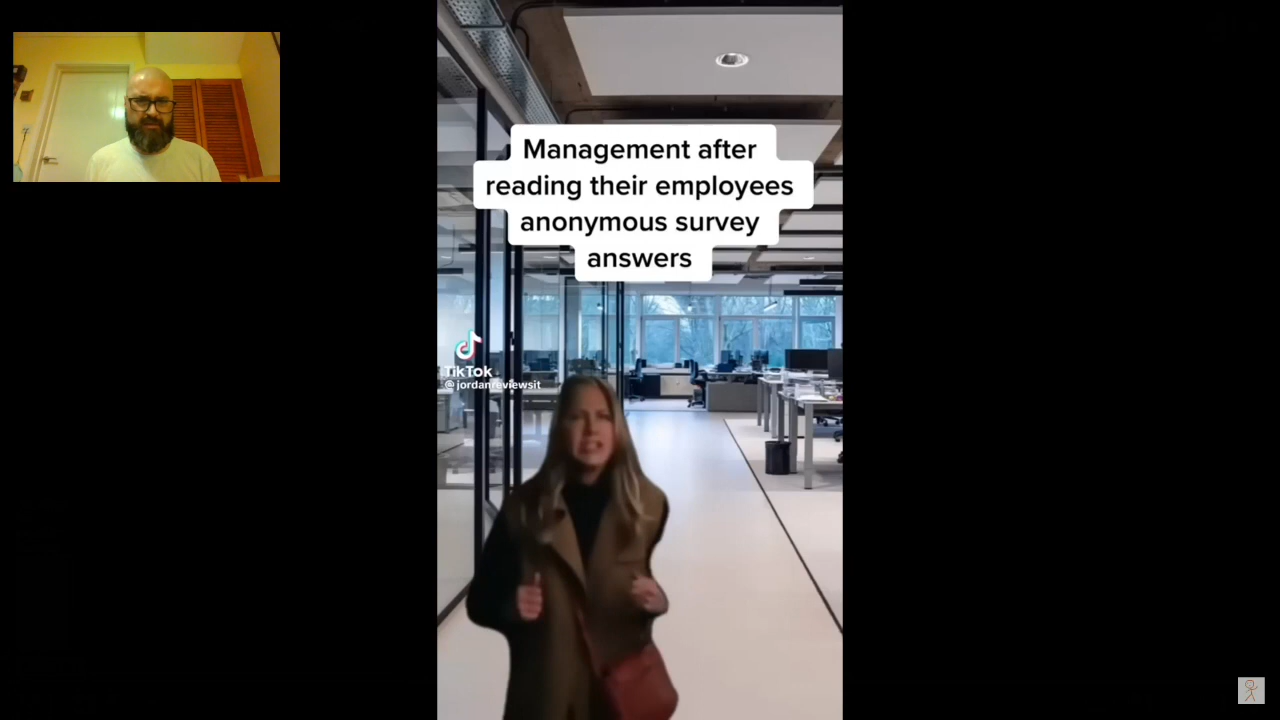 Management after
reading their employees
anonymous survey
answers
TikTok
@jordanreviewsit